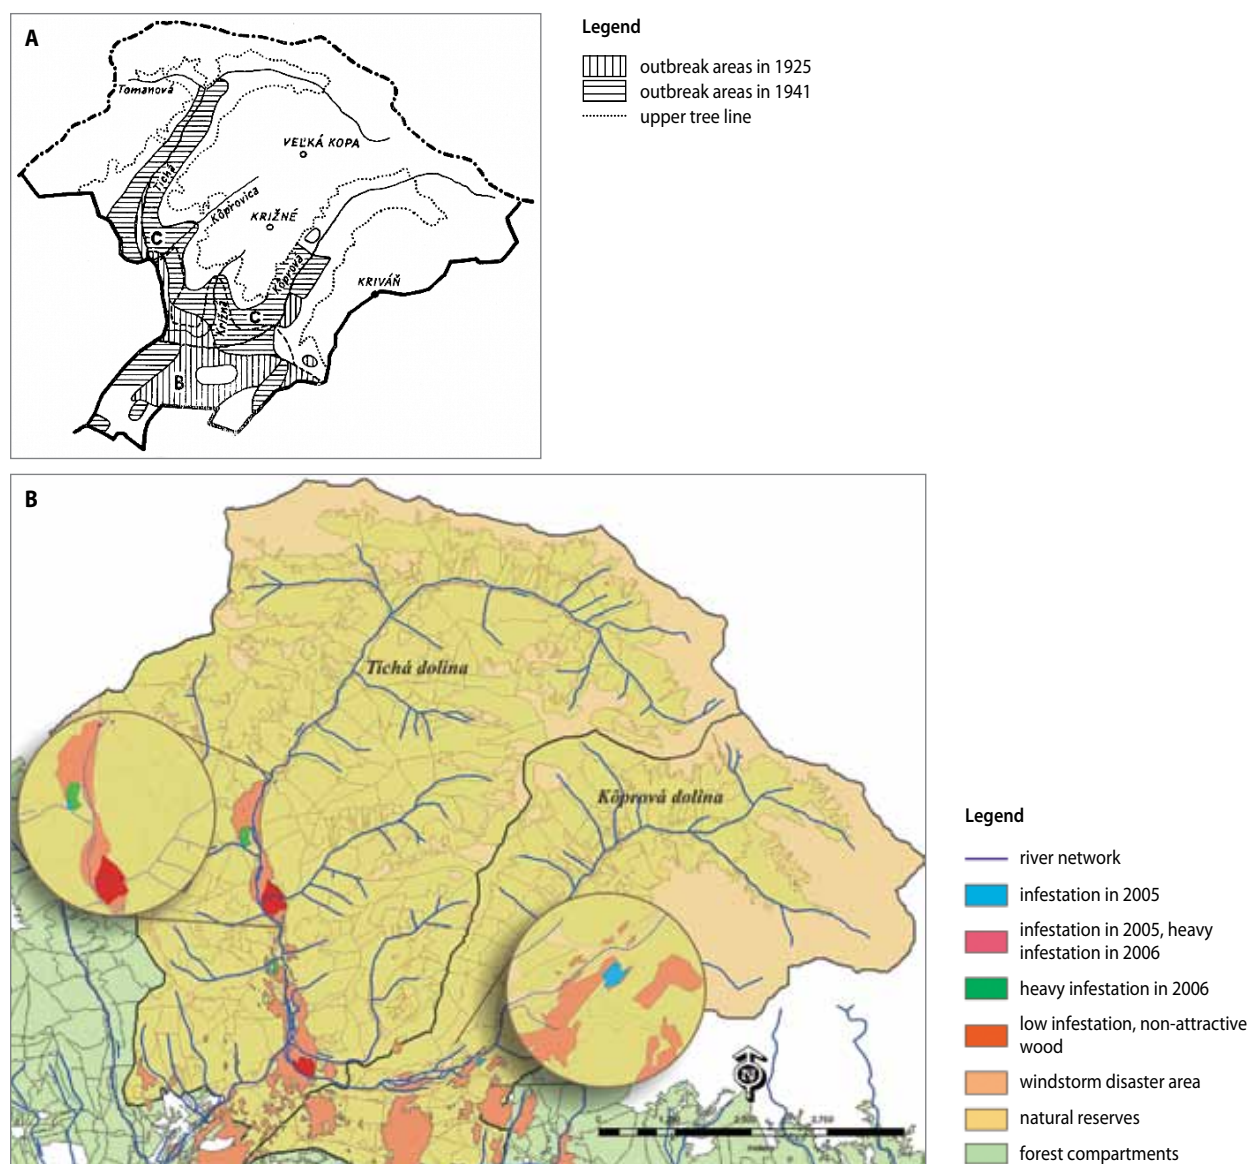 A
Legend
outbreak areas in 1925
outbreak areas in 1941
upper tree line
Tomanová
VEĽKÁ KOPA
Tichá
Kôprovica
KRIŽNÉ
C
Kôprová
KRIVÁŇ
Križné
C
B
B
Tichá dolina
Kôprová dolina
N
Legend
river network
infestation in 2005
infestation in 2005, heavy
infestation in 2006
heavy infestation in 2006
low infestation, non-attractive
wood
windstorm disaster area
natural reserves
forest compartments